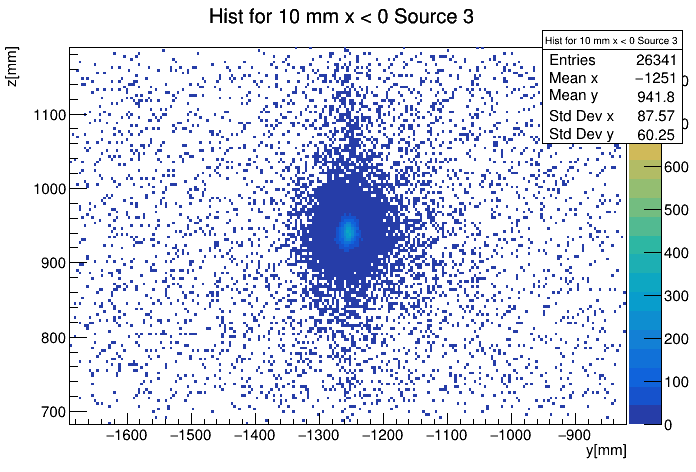 Hist for 10 mm x < 0 Source 3
z[mm]
Hist for 10 mm x < 0 Source 3
Entries 26341
Mean x −1251
Mean y 941.8
Std Dev x 87.57
Std Dev y 60.25
1100
1000
900
800
700
−1600 −1500 −1400 −1300 −1200 −1100 −1000 −900
y[mm]
600
500
400
300
200
100
0